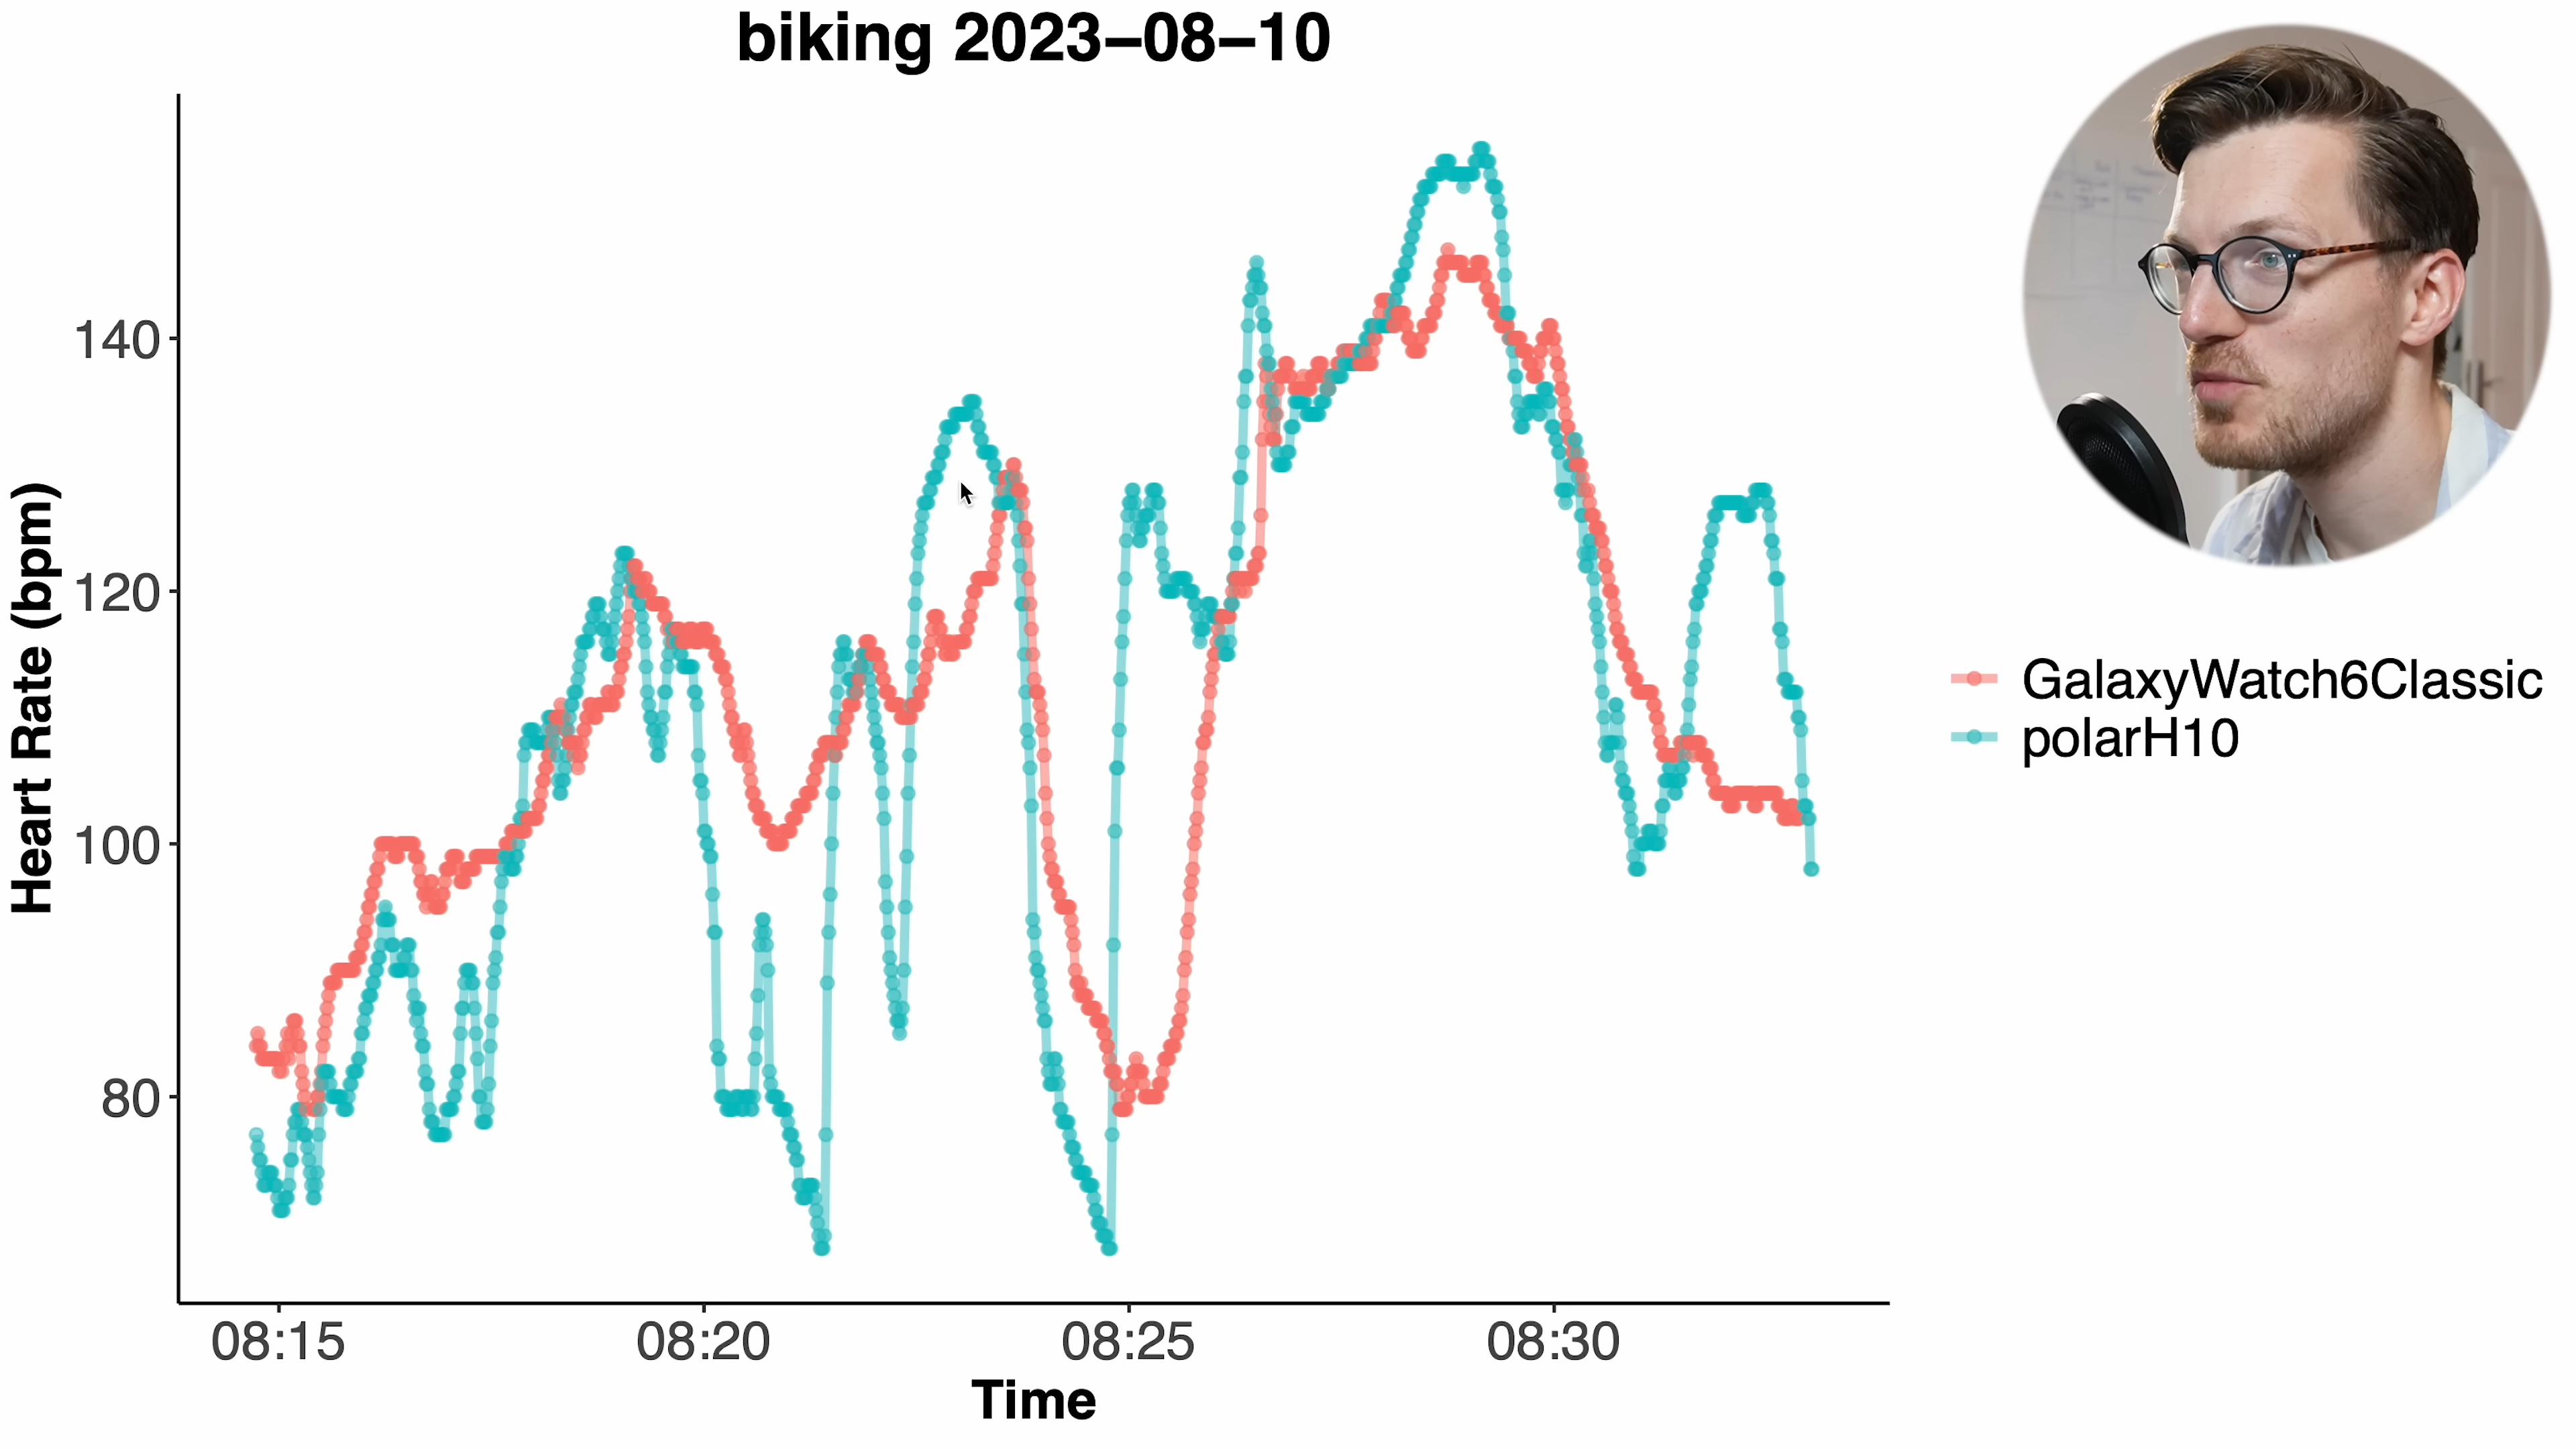 biking 2023–08–10
Heart Rate (bpm)
140
120
100
80
08:15
08:20
08:25
08:30
Time
GalaxyWatch6Classic
polarH10